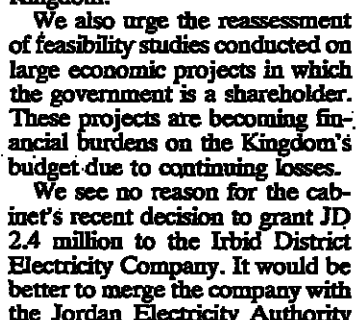 Kingdom.
We also urge the reassessment
of feasibility studies conducted on
large economic projects in which
the government is a shareholder.
These projects are becoming fin-
ancial burdens on the Kingdom's
budget due to continuing losses.
We see no reason for the cab-
inet's recent decision to grant JD
2.4 million to the Irbid District
Electricity Company. It would be
better to merge the company with
the Jordan Electricity Authority